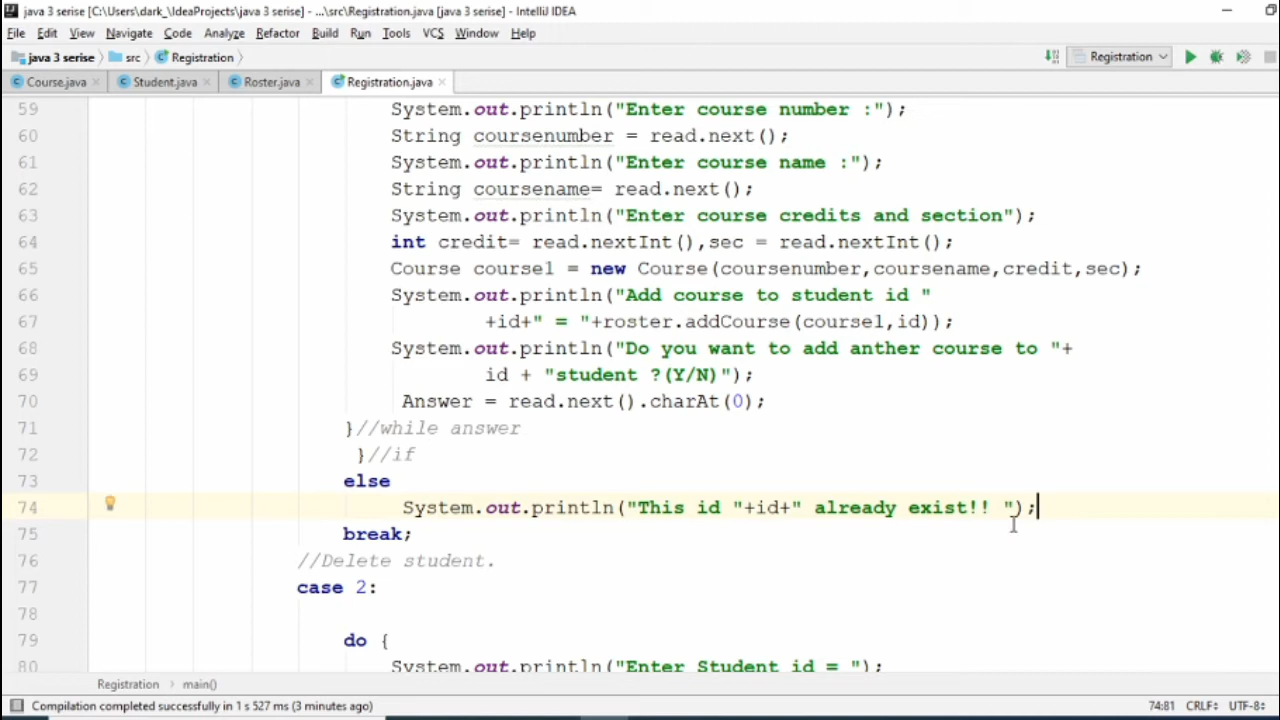 java 3 serise [C:\Users\dark_\IdeaProjects\java 3 serise] - ...\src\Registration.java [java 3 serise] - IntelliJ IDEA
File Edit View Navigate Code Analyze Refactor Build Run Tools VCS Window Help
java 3 serise src Registration Registration
Course.java Student.java Roster.java Registration.java
59 System.out.println("Enter course number :");
60 String coursenumber = read.next();
61 System.out.println("Enter course name :");
62 String coursename= read.next();
63 System.out.println("Enter course credits and section");
64 int credit= read.nextInt(),sec = read.nextInt();
65 Course course1 = new Course(coursenumber,coursename,credit,sec);
66 System.out.println("Add course to student id "
67 +id+" = "+roster.addCourse(course1,id));
68 System.out.println("Do you want to add anther course to "+
69 id + "student ?(Y/N)");
70 Answer = read.next().charAt(0);
71 }//while answer
72 }//if
73 else
74 System.out.println("This id "+id+" already exist!! ");
75 break;
76 //Delete student.
77 case 2:
78
79 do {
80 System.out.println("Enter Student id = ");
Registration main()
Compilation completed successfully in 1 s 527 ms (3 minutes ago) 74:81 CRLF UTF-8